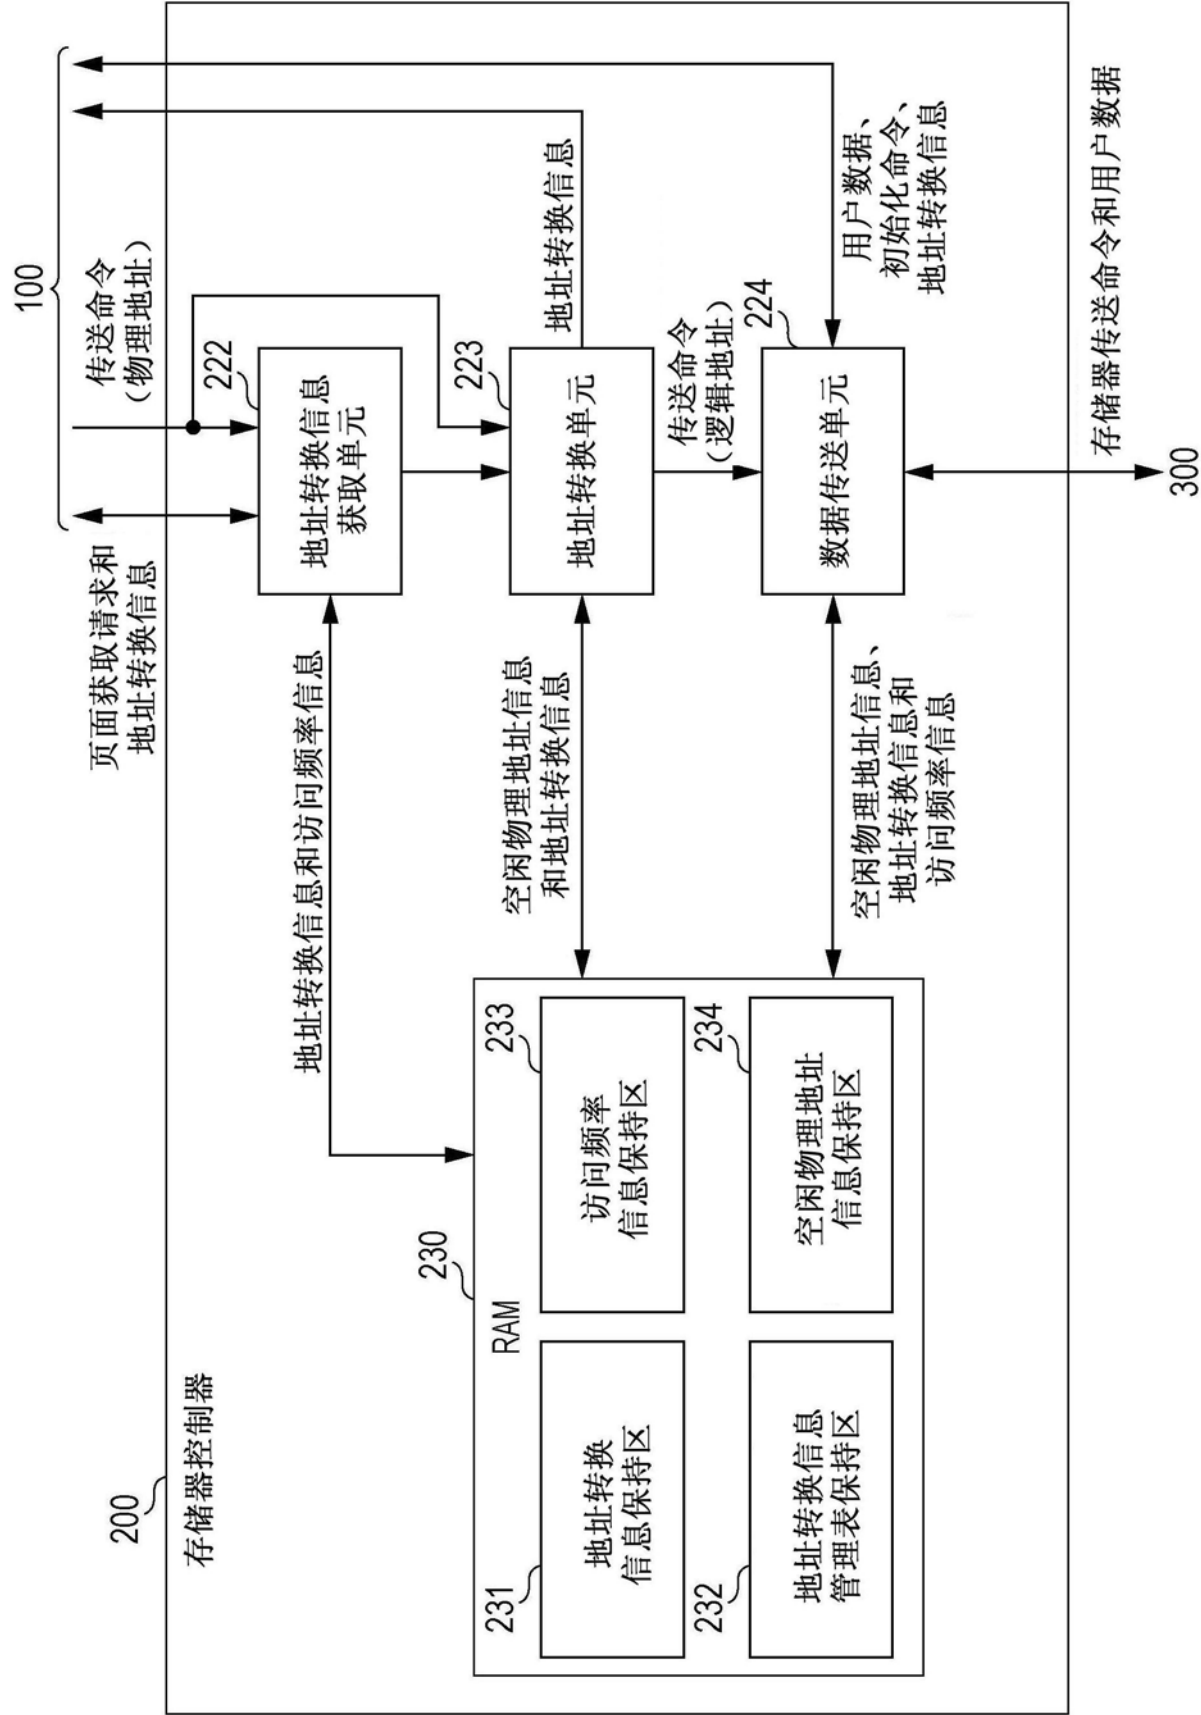 100
传送命令
（物理地址）
页面获取请求和
地址转换信息
200
存储器控制器
222
地址转换信息
获取单元
地址转换信息和访问频率信息
223
地址转换单元
地址转换信息
空闲物理地址信息
和地址转换信息
传送命令
（逻辑地址）
224
数据传送单元
用户数据、
初始化命令、
地址转换信息
空闲物理地址信息、
地址转换信息和
访问频率信息
230
RAM
231
地址转换
信息保持区
233
访问频率
信息保持区
232
地址转换信息
管理表保持区
234
空闲物理地址
信息保持区
存储器传送命令和用户数据
300